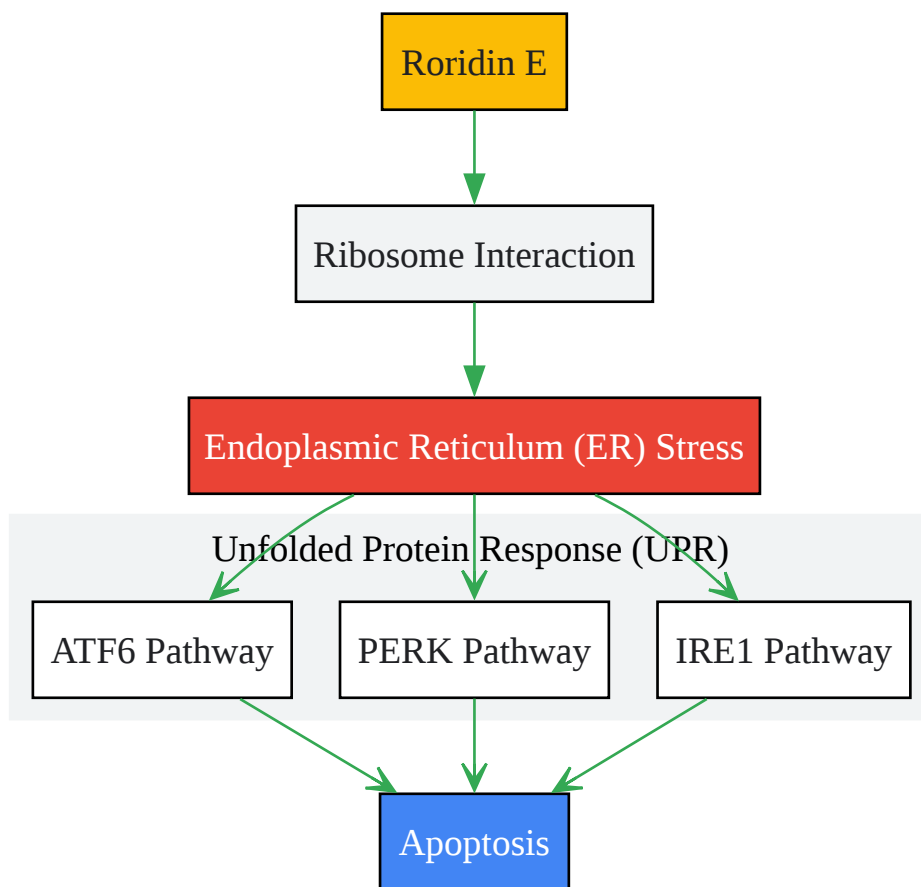 Roridin E
Ribosome Interaction
Endoplasmic Reticulum (ER) Stress
Unfolded Protein Response (UPR)
ATF6 Pathway
PERK Pathway
IRE1 Pathway
Apoptosis